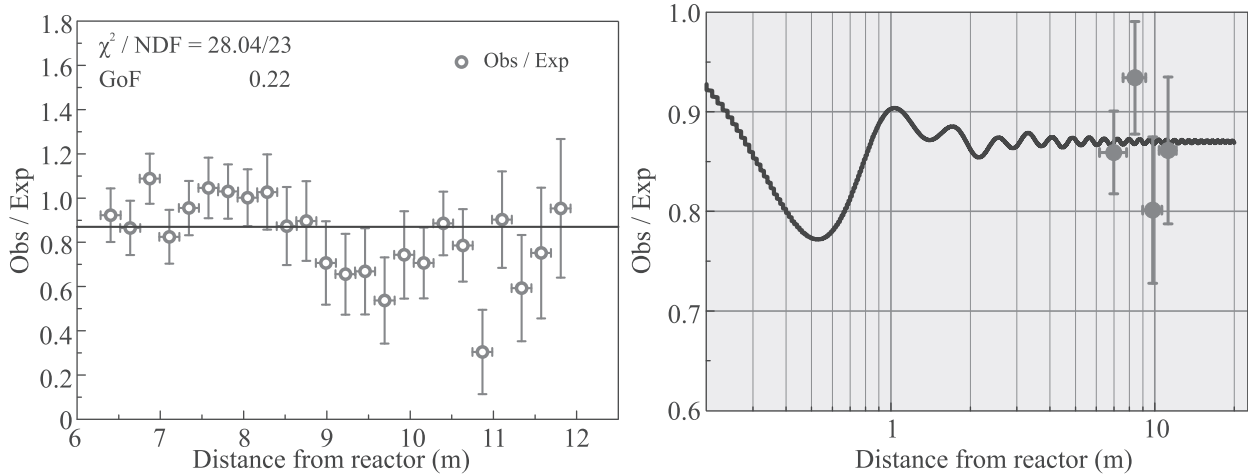 1.8
1.6
1.4
1.2
1.0
0.8
0.6
0.4
0.2
0
Obs / Exp
χ² / NDF = 28.04/23
GoF 0.22
Obs / Exp
6 7 8 9 10 11 12
Distance from reactor (m)
1.0
0.9
0.8
0.7
0.6
Obs / Exp
1 10
Distance from reactor (m)